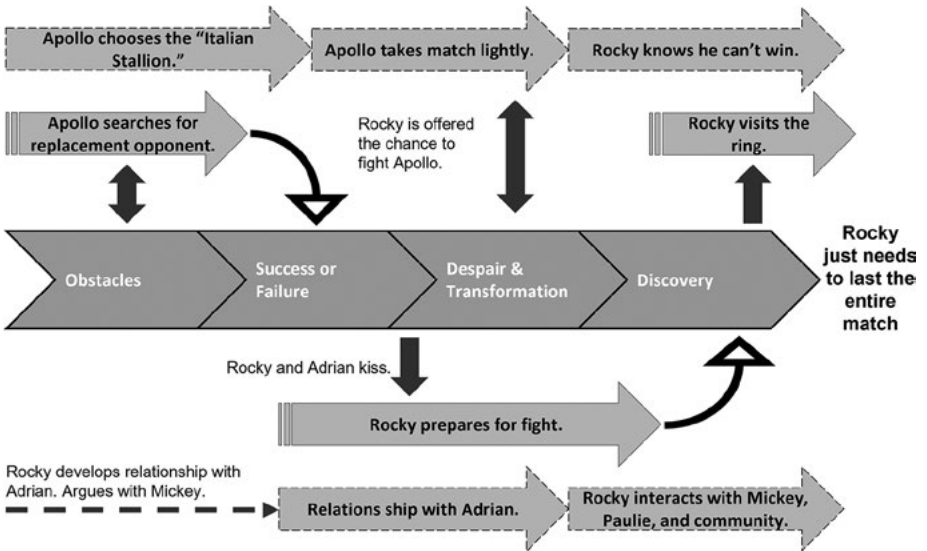 Apollo chooses the “Italian
Stallion.”
Apollo takes match lightly.
Rocky knows he can’t win.
Apollo searches for
replacement opponent.
Rocky is offered
the chance to
fight Apollo.
Rocky visits the
ring.
Obstacles
Success or
Failure
Despair &
Transformation
Discovery
Rocky
just needs
to last the
entire
match
Rocky and Adrian kiss.
Rocky prepares for fight.
Rocky develops relationship with
Adrian. Argues with Mickey.
Relations ship with Adrian.
Rocky interacts with Mickey,
Paulie, and community.